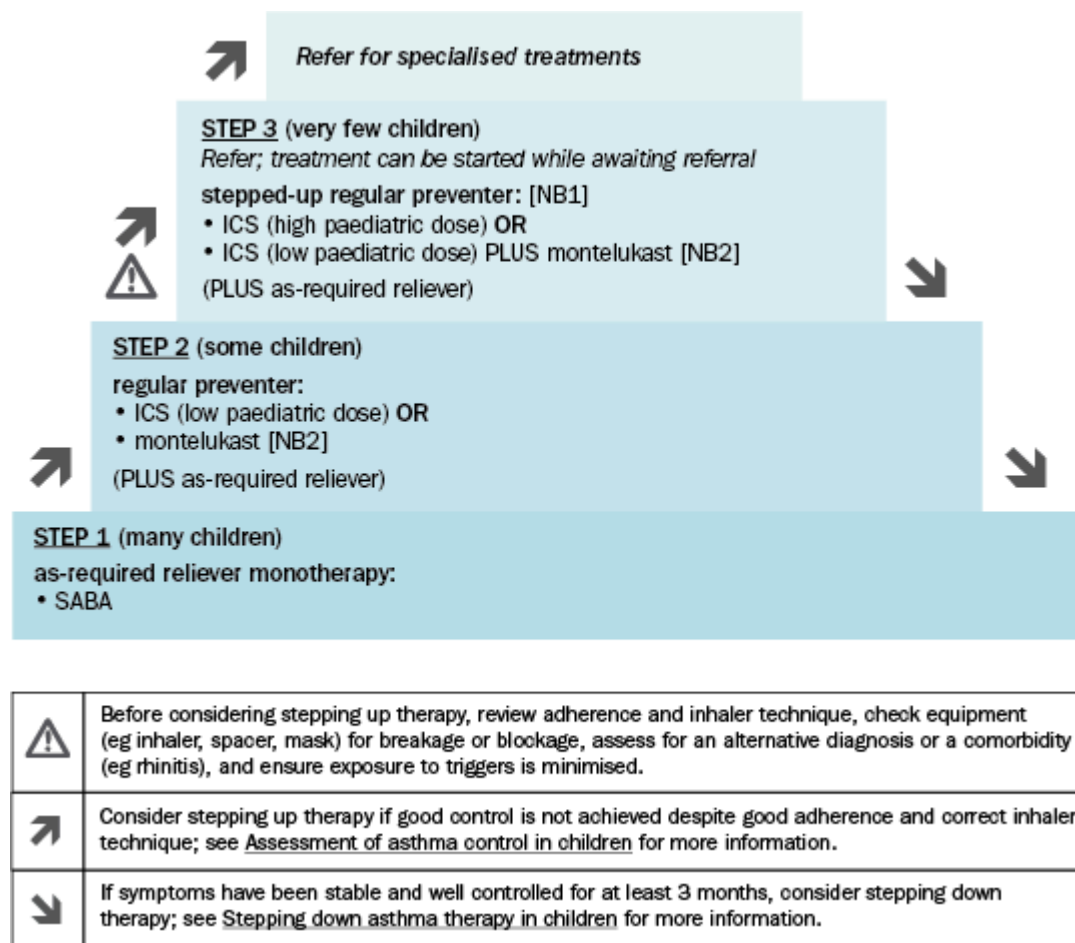 Refer for specialised treatments
STEP 3 (very few children)
Refer; treatment can be started while awaiting referral
stepped-up regular preventer: [NB1]
• ICS (high paediatric dose) OR
• ICS (low paediatric dose) PLUS montelukast [NB2]
(PLUS as-required reliever)
STEP 2 (some children)
regular preventer:
• ICS (low paediatric dose) OR
• montelukast [NB2]
(PLUS as-required reliever)
STEP 1 (many children)
as-required reliever monotherapy:
• SABA
Before considering stepping up therapy, review adherence and inhaler technique, check equipment
(eg inhaler, spacer, mask) for breakage or blockage, assess for an alternative diagnosis or a comorbidity
(eg rhinitis), and ensure exposure to triggers is minimised.
Consider stepping up therapy if good control is not achieved despite good adherence and correct inhaler
technique; see Assessment of asthma control in children for more information.
If symptoms have been stable and well controlled for at least 3 months, consider stepping down
therapy; see Stepping down asthma therapy in children for more information.